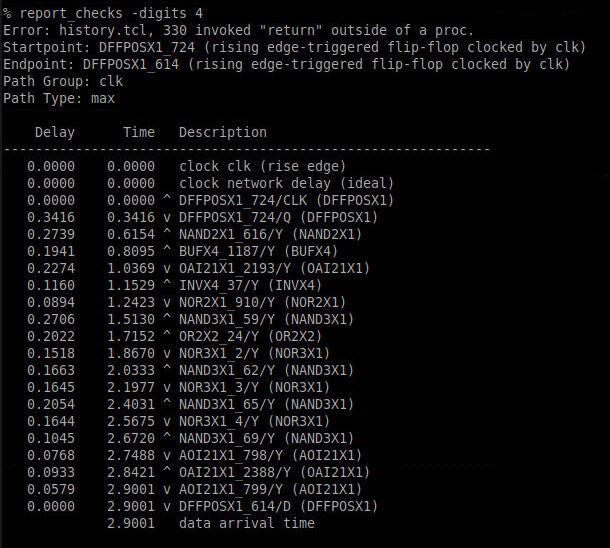 % report_checks -digits 4
Error: history.tcl, 330 invoked "return" outside of a proc.
Startpoint: DFFPOSX1_724 (rising edge-triggered flip-flop clocked by clk)
Endpoint: DFFPOSX1_614 (rising edge-triggered flip-flop clocked by clk)
Path Group: clk
Path Type: max
Delay Time Description
-----------------------------------------------------------
0.0000 0.0000 clock clk (rise edge)
0.0000 0.0000 clock network delay (ideal)
0.0000 0.0000 ^ DFFPOSX1_724/CLK (DFFPOSX1)
0.3416 0.3416 v DFFPOSX1_724/Q (DFFPOSX1)
0.2739 0.6154 ^ NAND2X1_616/Y (NAND2X1)
0.1941 0.8095 ^ BUFX4_1187/Y (BUFX4)
0.2274 1.0369 v OAI21X1_2193/Y (OAI21X1)
0.1160 1.1529 ^ INVX4_37/Y (INVX4)
0.0894 1.2423 v NOR2X1_910/Y (NOR2X1)
0.2706 1.5130 ^ NAND3X1_59/Y (NAND3X1)
0.2022 1.7152 ^ OR2X2_24/Y (OR2X2)
0.1518 1.8670 v NOR3X1_2/Y (NOR3X1)
0.1663 2.0333 ^ NAND3X1_62/Y (NAND3X1)
0.1645 2.1977 v NOR3X1_3/Y (NOR3X1)
0.2054 2.4031 ^ NAND3X1_65/Y (NAND3X1)
0.1644 2.5675 v NOR3X1_4/Y (NOR3X1)
0.1045 2.6720 ^ NAND3X1_69/Y (NAND3X1)
0.0768 2.7488 v AOI21X1_798/Y (AOI21X1)
0.0933 2.8421 ^ OAI21X1_2388/Y (OAI21X1)
0.0579 2.9001 v AOI21X1_799/Y (AOI21X1)
0.0000 2.9001 v DFFPOSX1_614/D (DFFPOSX1)
2.9001 data arrival time